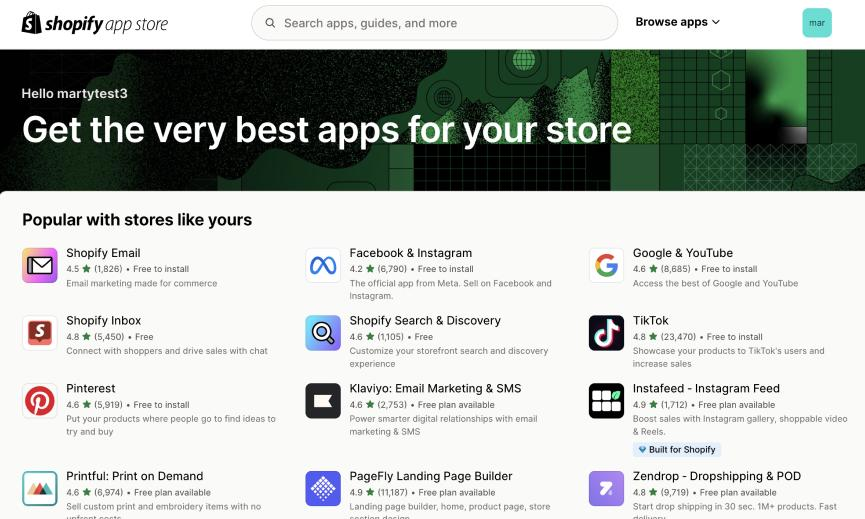 shopify app store
Search apps, guides, and more
Browse apps
mar
Hello martytest3
Get the very best apps for your store
Popular with stores like yours
Shopify Email
4.5 ★ (1,826) • Free to install
Email marketing made for commerce
Facebook & Instagram
4.2 ★ (6,790) • Free to install
The official app from Meta. Sell on Facebook and
Instagram.
Google & YouTube
4.6 ★ (8,685) • Free to install
Access the best of Google and YouTube
Shopify Inbox
4.8 ★ (5,450) • Free
Connect with shoppers and drive sales with chat
Shopify Search & Discovery
4.6 ★ (1,105) • Free
Customize your storefront search and discovery
experience
TikTok
4.8 ★ (23,470) • Free to install
Showcase your products to TikTok's users and
increase sales
Pinterest
4.6 ★ (5,919) • Free to install
Put your products where people go to find ideas to
try and buy
Klaviyo: Email Marketing & SMS
4.6 ★ (2,753) • Free plan available
Power smarter digital relationships with email
marketing & SMS
Instafeed ‑ Instagram Feed
4.9 ★ (1,712) • Free plan available
Boost sales with Instagram gallery, shoppable video
& Reels.
Built for Shopify
Printful: Print on Demand
4.6 ★ (6,974) • Free plan available
Sell custom print and embroidery items with no
upfront costs
PageFly Landing Page Builder
4.9 ★ (11,187) • Free plan available
Landing page builder, home, product page, store
section design
Zendrop ‑ Dropshipping & POD
4.8 ★ (9,719) • Free plan available
Start drop shipping in 30 sec. 1M+ products. Fast
delivery